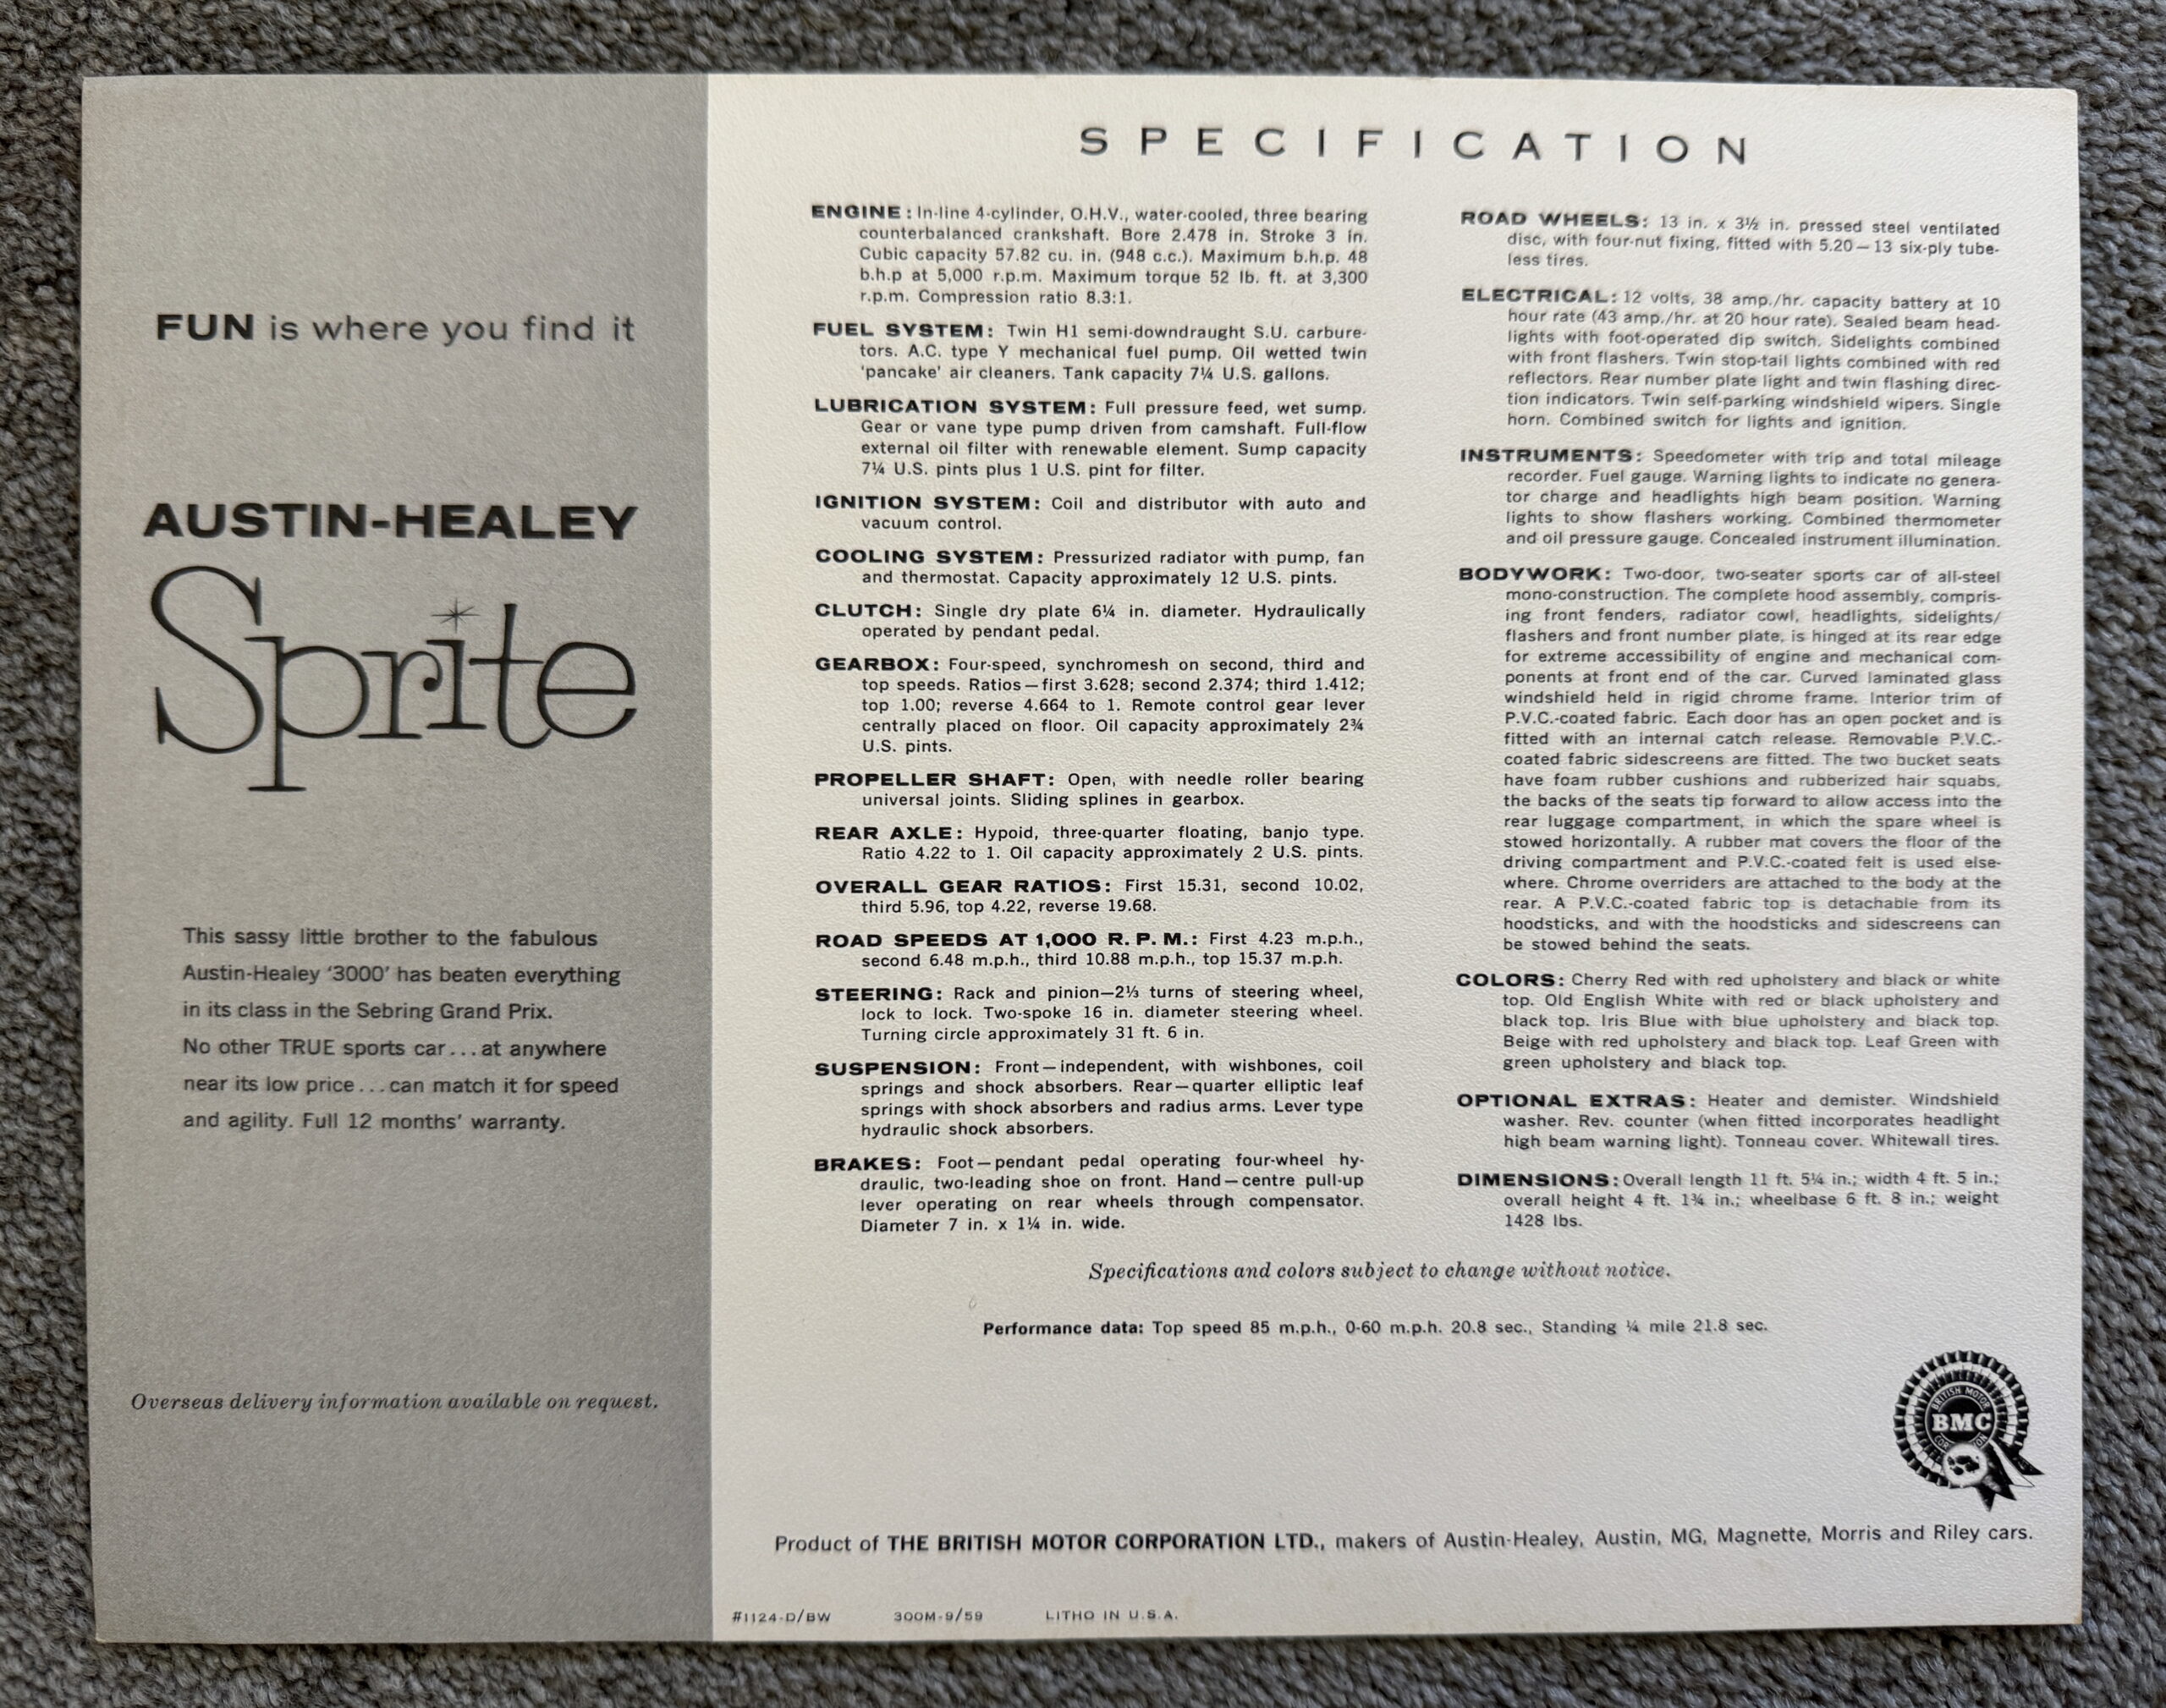 FUN is where you find it
AUSTIN-HEALEY
Sprite
This sassy little brother to the fabulous
Austin-Healey ‘3000’ has beaten everything
in its class in the Sebring Grand Prix.
No other TRUE sports car...at anywhere
near its low price...can match it for speed
and agility. Full 12 months’ warranty.
Overseas delivery information available on request.
SPECIFICATION
ENGINE: In-line 4-cylinder, O.H.V., water-cooled, three bearing
counterbalanced crankshaft. Bore 2.478 in. Stroke 3 in.
Cubic capacity 57.82 cu. in. (948 c.c.). Maximum b.h.p. 48
b.h.p at 5,000 r.p.m. Maximum torque 52 lb. ft. at 3,300
r.p.m. Compression ratio 8.3:1.
FUEL SYSTEM: Twin H1 semi-downdraught S.U. carbure-
tors. A.C. type Y mechanical fuel pump. Oil wetted twin
‘pancake’ air cleaners. Tank capacity 7¼ U.S. gallons.
LUBRICATION SYSTEM: Full pressure feed, wet sump.
Gear or vane type pump driven from camshaft. Full-flow
external oil filter with renewable element. Sump capacity
7¼ U.S. pints plus 1 U.S. pint for filter.
IGNITION SYSTEM: Coil and distributor with auto and
vacuum control.
COOLING SYSTEM: Pressurized radiator with pump, fan
and thermostat. Capacity approximately 12 U.S. pints.
CLUTCH: Single dry plate 6¼ in. diameter. Hydraulically
operated by pendant pedal.
GEARBOX: Four-speed, synchromesh on second, third and
top speeds. Ratios—first 3.628; second 2.374; third 1.412;
top 1.00; reverse 4.664 to 1. Remote control gear lever
centrally placed on floor. Oil capacity approximately 2¾
U.S. pints.
PROPELLER SHAFT: Open, with needle roller bearing
universal joints. Sliding splines in gearbox.
REAR AXLE: Hypoid, three-quarter floating, banjo type.
Ratio 4.22 to 1. Oil capacity approximately 2 U.S. pints.
OVERALL GEAR RATIOS: First 15.31, second 10.02,
third 5.96, top 4.22, reverse 19.68.
ROAD SPEEDS AT 1,000 R.P.M.: First 4.23 m.p.h.,
second 6.48 m.p.h., third 10.88 m.p.h., top 15.37 m.p.h.
STEERING: Rack and pinion—2⅓ turns of steering wheel,
lock to lock. Two-spoke 16 in. diameter steering wheel.
Turning circle approximately 31 ft. 6 in.
SUSPENSION: Front—independent, with wishbones, coil
springs and shock absorbers. Rear—quarter elliptic leaf
springs with shock absorbers and radius arms. Lever type
hydraulic shock absorbers.
BRAKES: Foot—pendant pedal operating four-wheel hy-
draulic, two-leading shoe on front. Hand—centre pull-up
lever operating on rear wheels through compensator.
Diameter 7 in. x 1¼ in. wide.
ROAD WHEELS: 13 in. x 3½ in. pressed steel ventilated
disc, with four-nut fixing, fitted with 5.20—13 six-ply tube-
less tires.
ELECTRICAL: 12 volts, 38 amp./hr. capacity battery at 10
hour rate (43 amp./hr. at 20 hour rate). Sealed beam head-
lights with foot-operated dip switch. Sidelights combined
with front flashers. Twin stop-tail lights combined with red
reflectors. Rear number plate light and twin flashing direc-
tion indicators. Twin self-parking windshield wipers. Single
horn. Combined switch for lights and ignition.
INSTRUMENTS: Speedometer with trip and total mileage
recorder. Fuel gauge. Warning lights to indicate no genera-
tor charge and headlights high beam position. Warning
lights to show flashers working. Combined thermometer
and oil pressure gauge. Concealed instrument illumination.
BODYWORK: Two-door, two-seater sports car of all-steel
mono-construction. The complete hood assembly, compris-
ing front fenders, radiator cowl, headlights, sidelights/
flashers and front number plate, is hinged at its rear edge
for extreme accessibility of engine and mechanical com-
ponents at front end of the car. Curved laminated glass
windshield held in rigid chrome frame. Interior trim of
P.V.C.-coated fabric. Each door has an open pocket and is
fitted with an internal catch release. Removable P.V.C.-
coated fabric sidescreens are fitted. The two bucket seats
have foam rubber cushions and rubberized hair squabs,
the backs of the seats tip forward to allow access into the
rear luggage compartment, in which the spare wheel is
stowed horizontally. A rubber mat covers the floor of the
driving compartment and P.V.C.-coated felt is used else-
where. Chrome overriders are attached to the body at the
rear. A P.V.C.-coated fabric top is detachable from its
hoodsticks, and with the hoodsticks and sidescreens can
be stowed behind the seats.
COLORS: Cherry Red with red upholstery and black or white
top. Old English White with red or black upholstery and
black top. Iris Blue with blue upholstery and black top.
Beige with red upholstery and black top. Leaf Green with
green upholstery and black top.
OPTIONAL EXTRAS: Heater and demister. Windshield
washer. Rev. counter (when fitted incorporates headlight
high beam warning light). Tonneau cover. Whitewall tires.
DIMENSIONS: Overall length 11 ft. 5¼ in.; width 4 ft. 5 in.;
overall height 4 ft. 1¾ in.; wheelbase 6 ft. 8 in.; weight
1428 lbs.
Specifications and colors subject to change without notice.
Performance data: Top speed 85 m.p.h., 0-60 m.p.h. 20.8 sec., Standing ¼ mile 21.8 sec.
BRITISH MOTOR
BMC
Product of THE BRITISH MOTOR CORPORATION LTD., makers of Austin-Healey, Austin, MG, Magnette, Morris and Riley cars.
#1124-D/BW 300M-9/59 LITHO IN U.S.A.